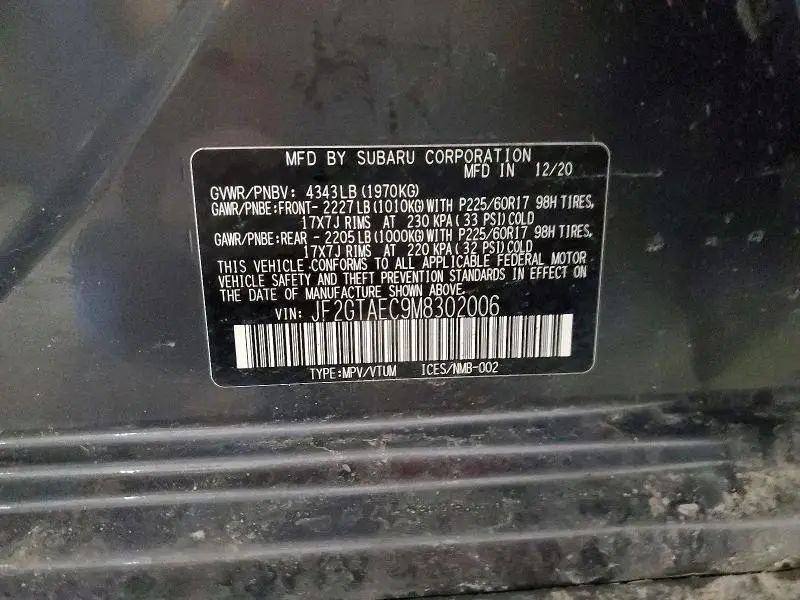 MFD BY SUBARU CORPORATION
MFD IN 12/20
GVWR/PNBV: 4343LB (1970KG)
GAWR/PNBE:FRONT- 2227LB(1010KG)WITH P225/60R17 98H TIRES,
17X7J RIMS AT 230 KPA( 33 PSI)COLD
GAWR/PNBE:REAR - 2205LB(1000KG)WITH P225/60R17 98H TIRES,
17X7J RIMS AT 220 KPA( 32 PSI)COLD
THIS VEHICLE CONFORMS TO ALL APPLICABLE FEDERAL MOTOR
VEHICLE SAFETY AND THEFT PREVENTION STANDARDS IN EFFECT ON
THE DATE OF MANUFACTURE SHOWN ABOVE.
VIN: JF2GTAEC9M8302006
TYPE:MPV/VTUM ICES/NMB-002